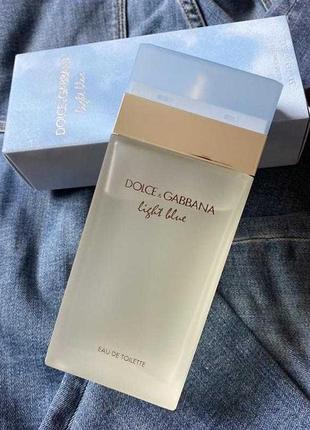 DOLCE & GABBANA
light blue
DOLCE & GABBANA
light blue
EAU DE TOILETTE